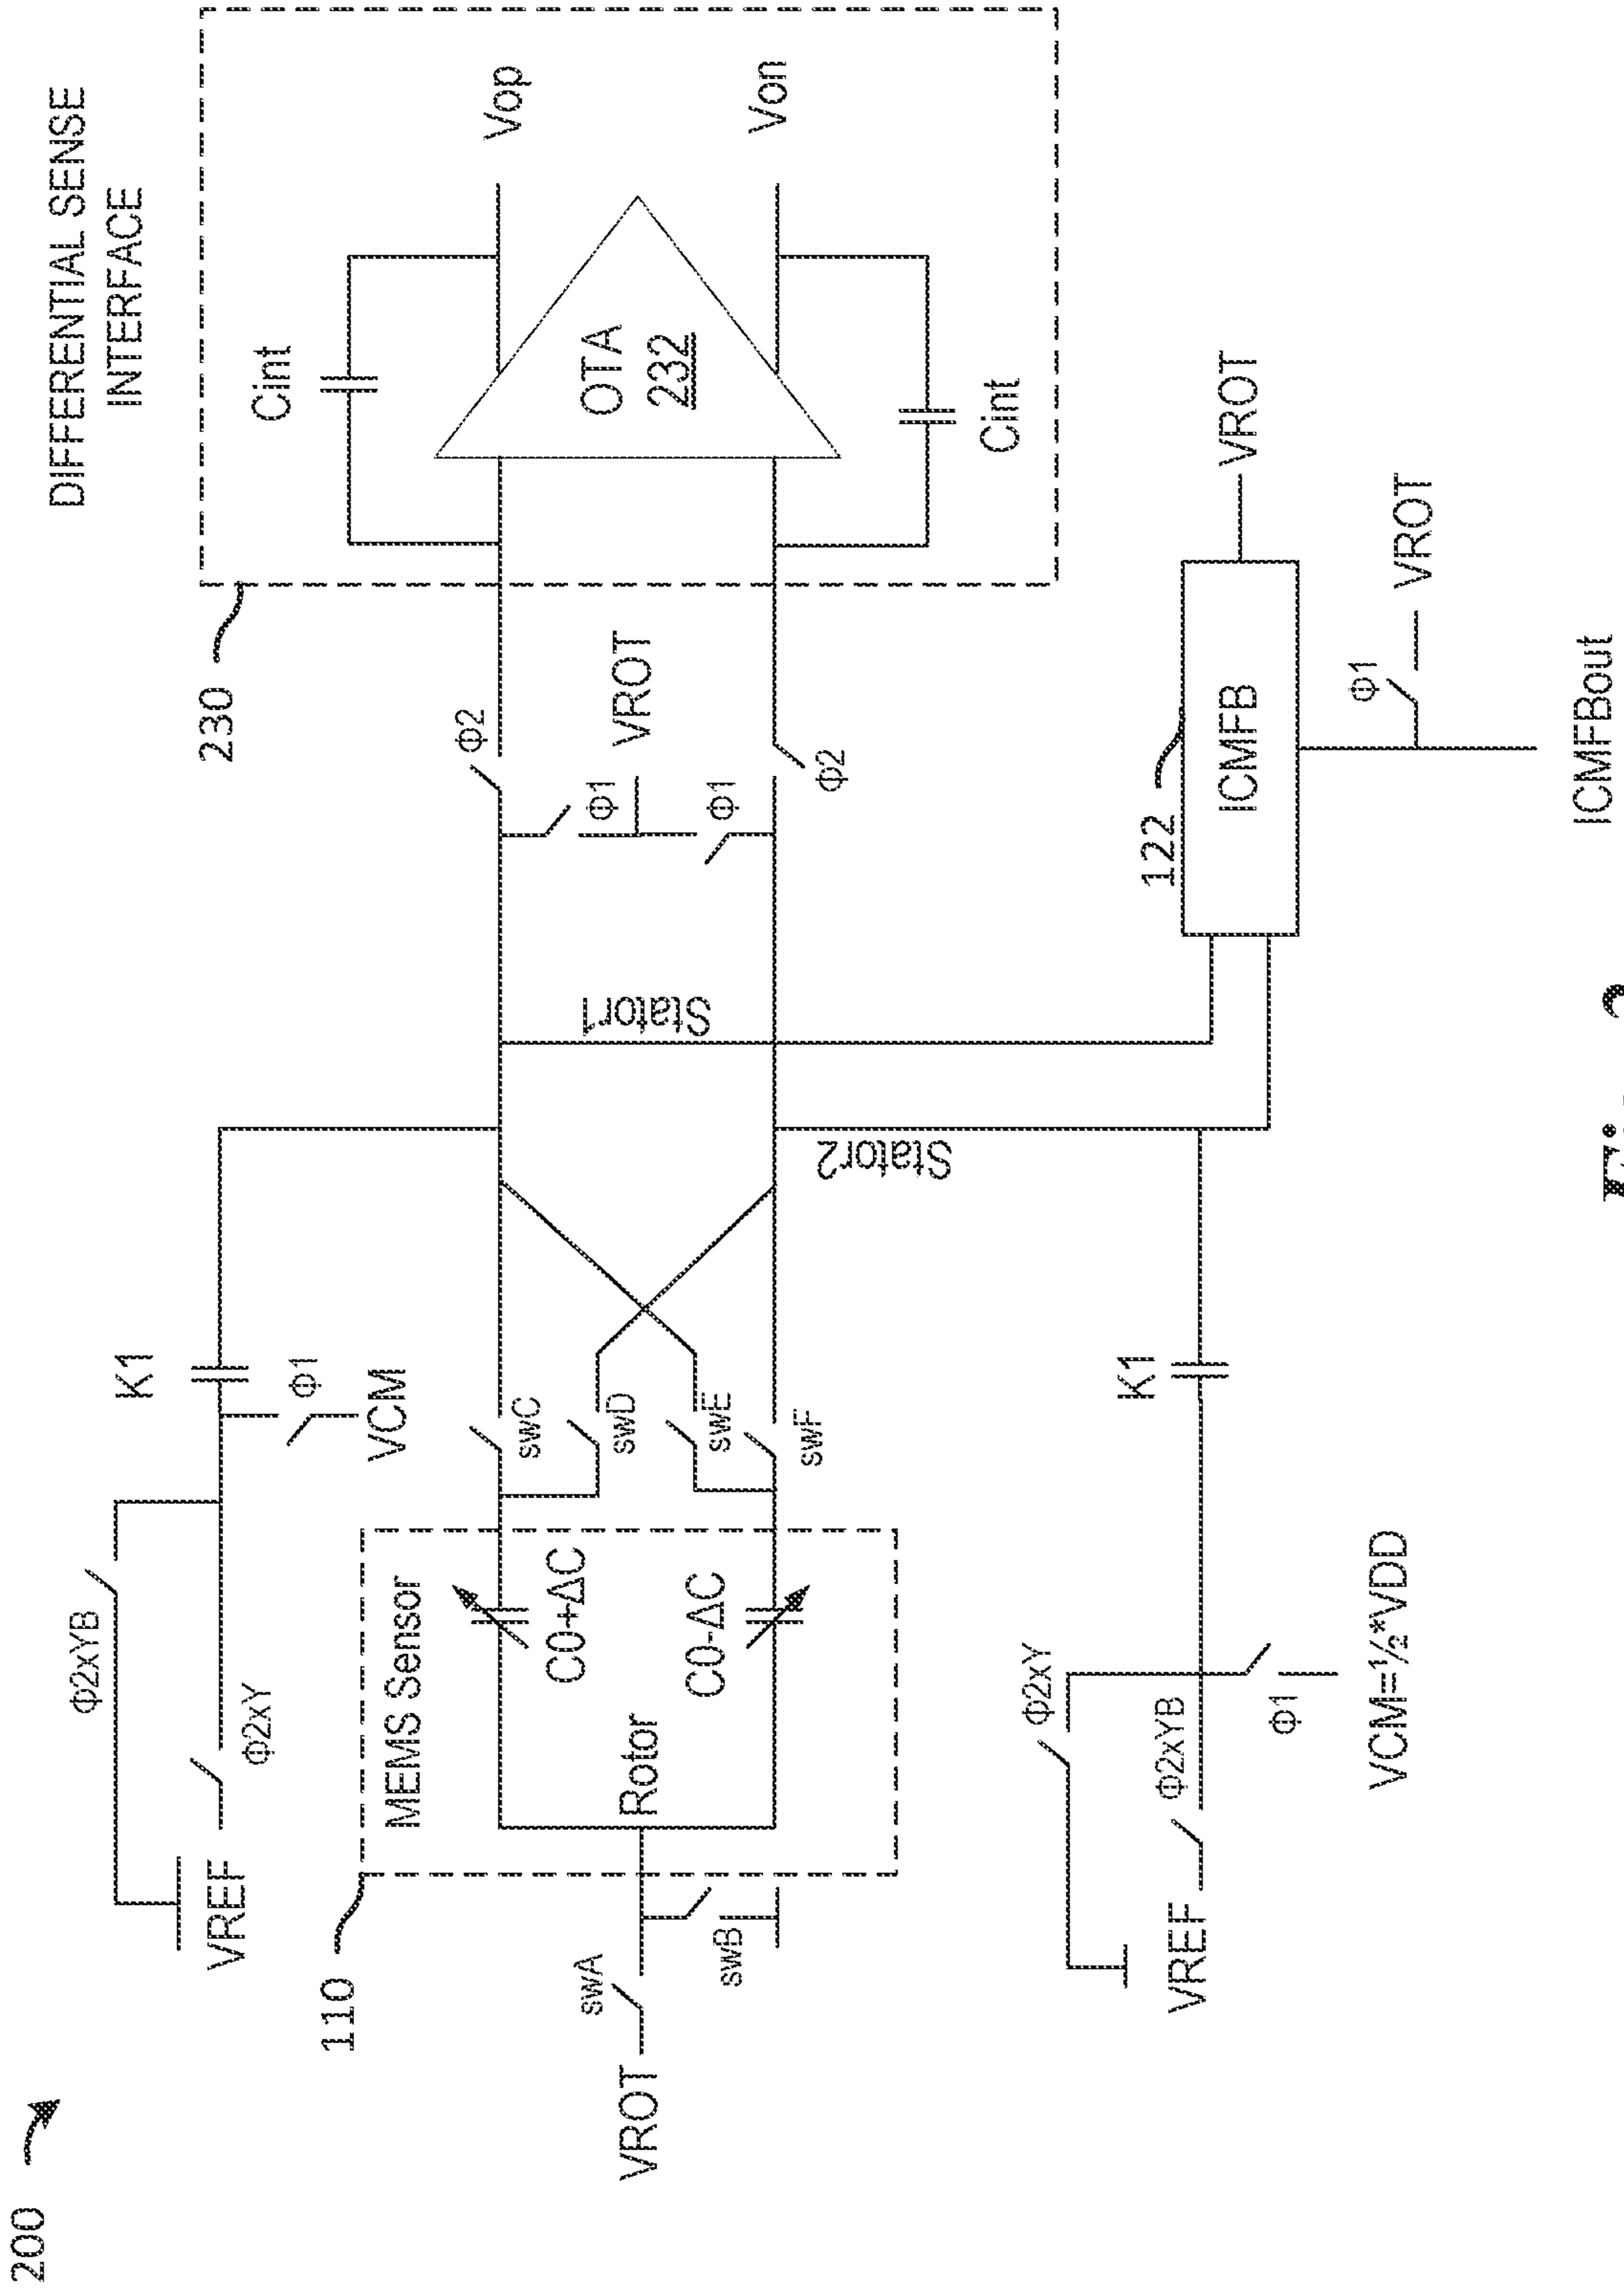 200
DIFFERENTIAL SENSE
INTERFACE
230
Cint
Vop
OTA
232
Von
Cint
Φ2
Φ1
VROT
Φ1
Φ2
K1
Φ1
VCM
Φ2xYB
Φ2xY
VREF
110
MEMS Sensor
C0+ΔC
Rotor
C0-ΔC
swA
VROT
swB
swC
swD
swE
swF
Stator1
Stator2
K1
Φ2xY
Φ2xYB
VREF
Φ1
VCM=½*VDD
122
ICMFB
VROT
Φ1
VROT
ICMFBout